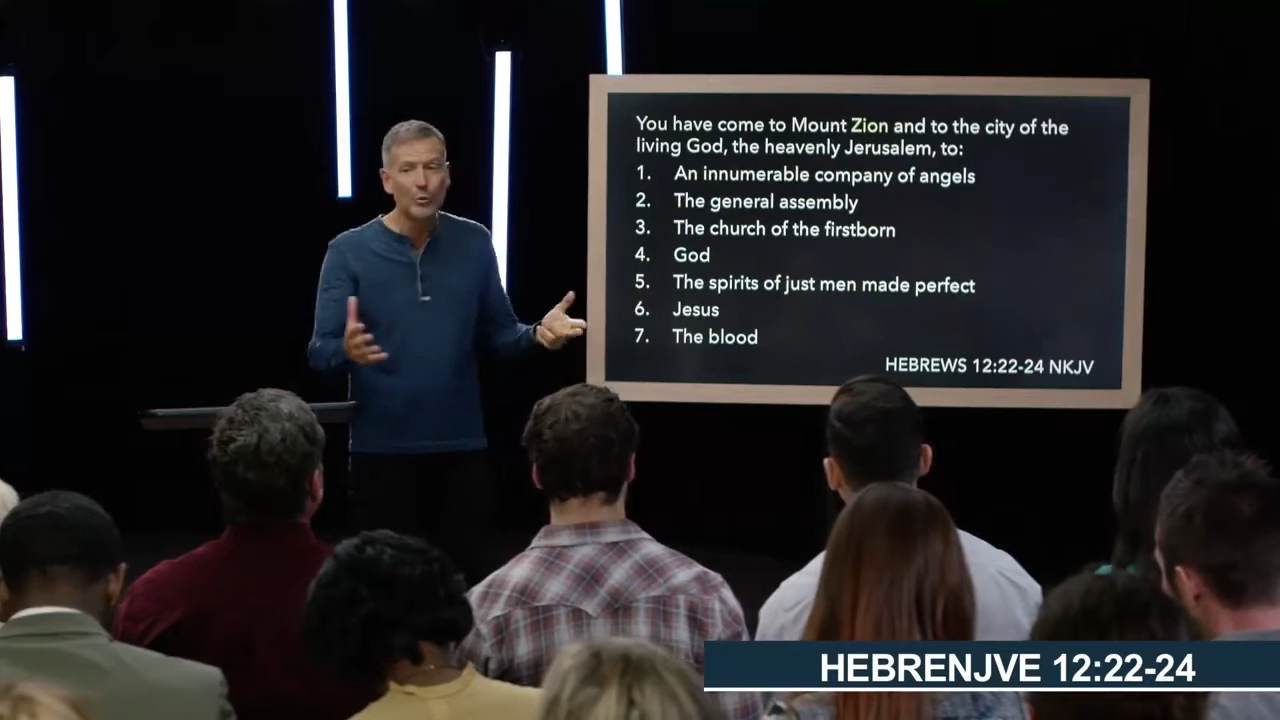 You have come to Mount Zion and to the city of the
living God, the heavenly Jerusalem, to:
1. An innumerable company of angels
2. The general assembly
3. The church of the firstborn
4. God
5. The spirits of just men made perfect
6. Jesus
7. The blood
HEBREWS 12:22-24 NKJV
HEBRENJVE 12:22-24